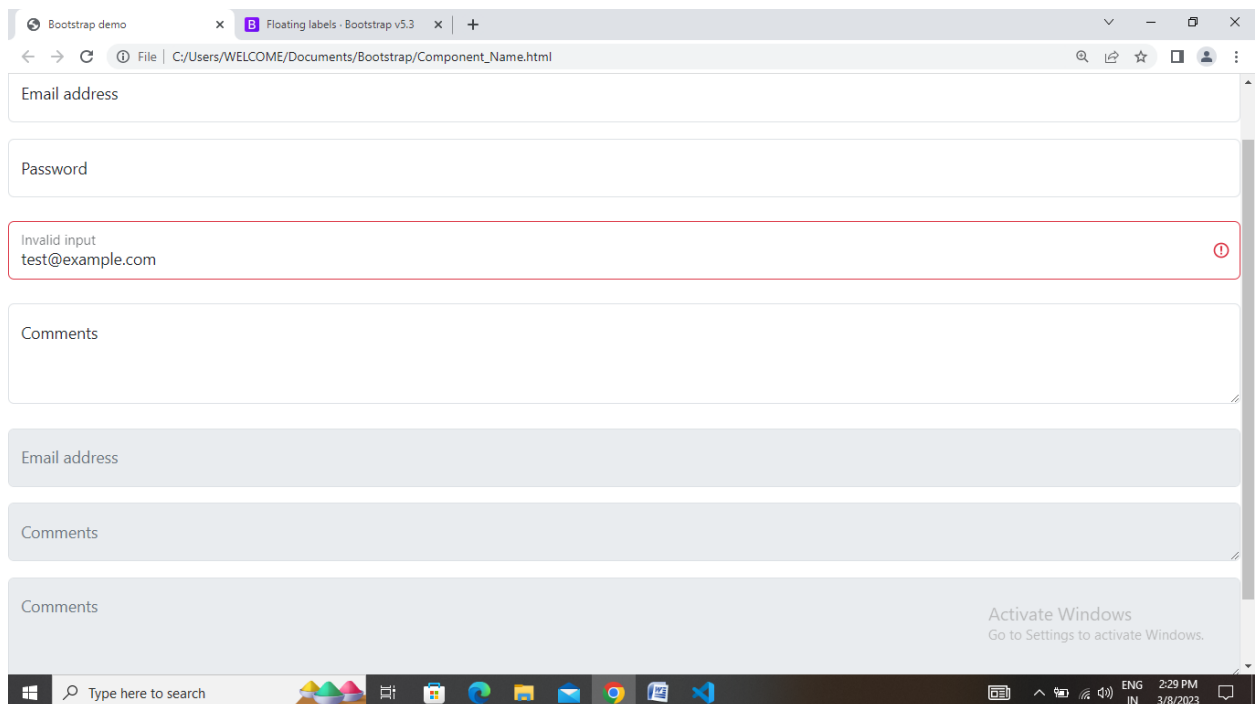 Bootstrap demo
Floating labels · Bootstrap v5.3
File
C:/Users/WELCOME/Documents/Bootstrap/Component_Name.html
Email address
Password
Invalid input
test@example.com
Comments
Email address
Comments
Comments
Activate Windows
Go to Settings to activate Windows.
Type here to search
ENG
IN
2:29 PM
3/8/2023